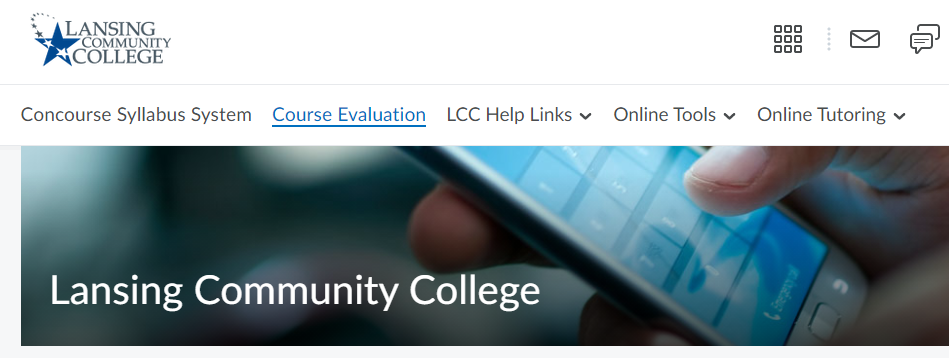 LANSING
COMMUNITY
COLLEGE
Concourse Syllabus System Course Evaluation LCC Help Links Online Tools Online Tutoring
Lansing Community College